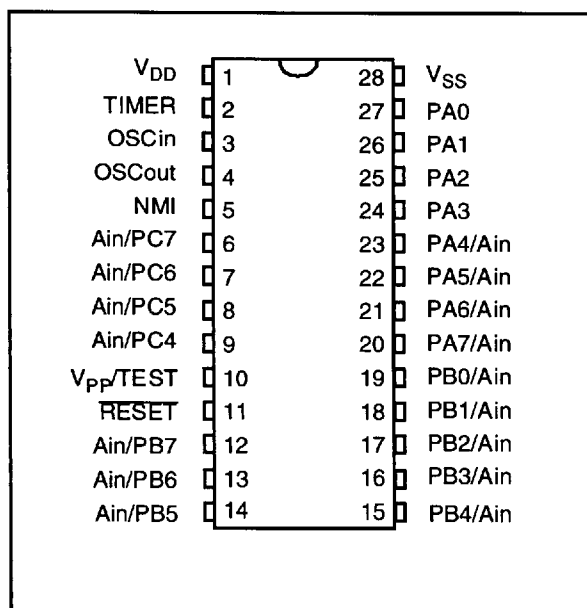 VDD 1 28 VSS
TIMER 2 27 PA0
OSCin 3 26 PA1
OSCout 4 25 PA2
NMI 5 24 PA3
Ain/PC7 6 23 PA4/Ain
Ain/PC6 7 22 PA5/Ain
Ain/PC5 8 21 PA6/Ain
Ain/PC4 9 20 PA7/Ain
VPP/TEST 10 19 PB0/Ain
RESET 11 18 PB1/Ain
Ain/PB7 12 17 PB2/Ain
Ain/PB6 13 16 PB3/Ain
Ain/PB5 14 15 PB4/Ain